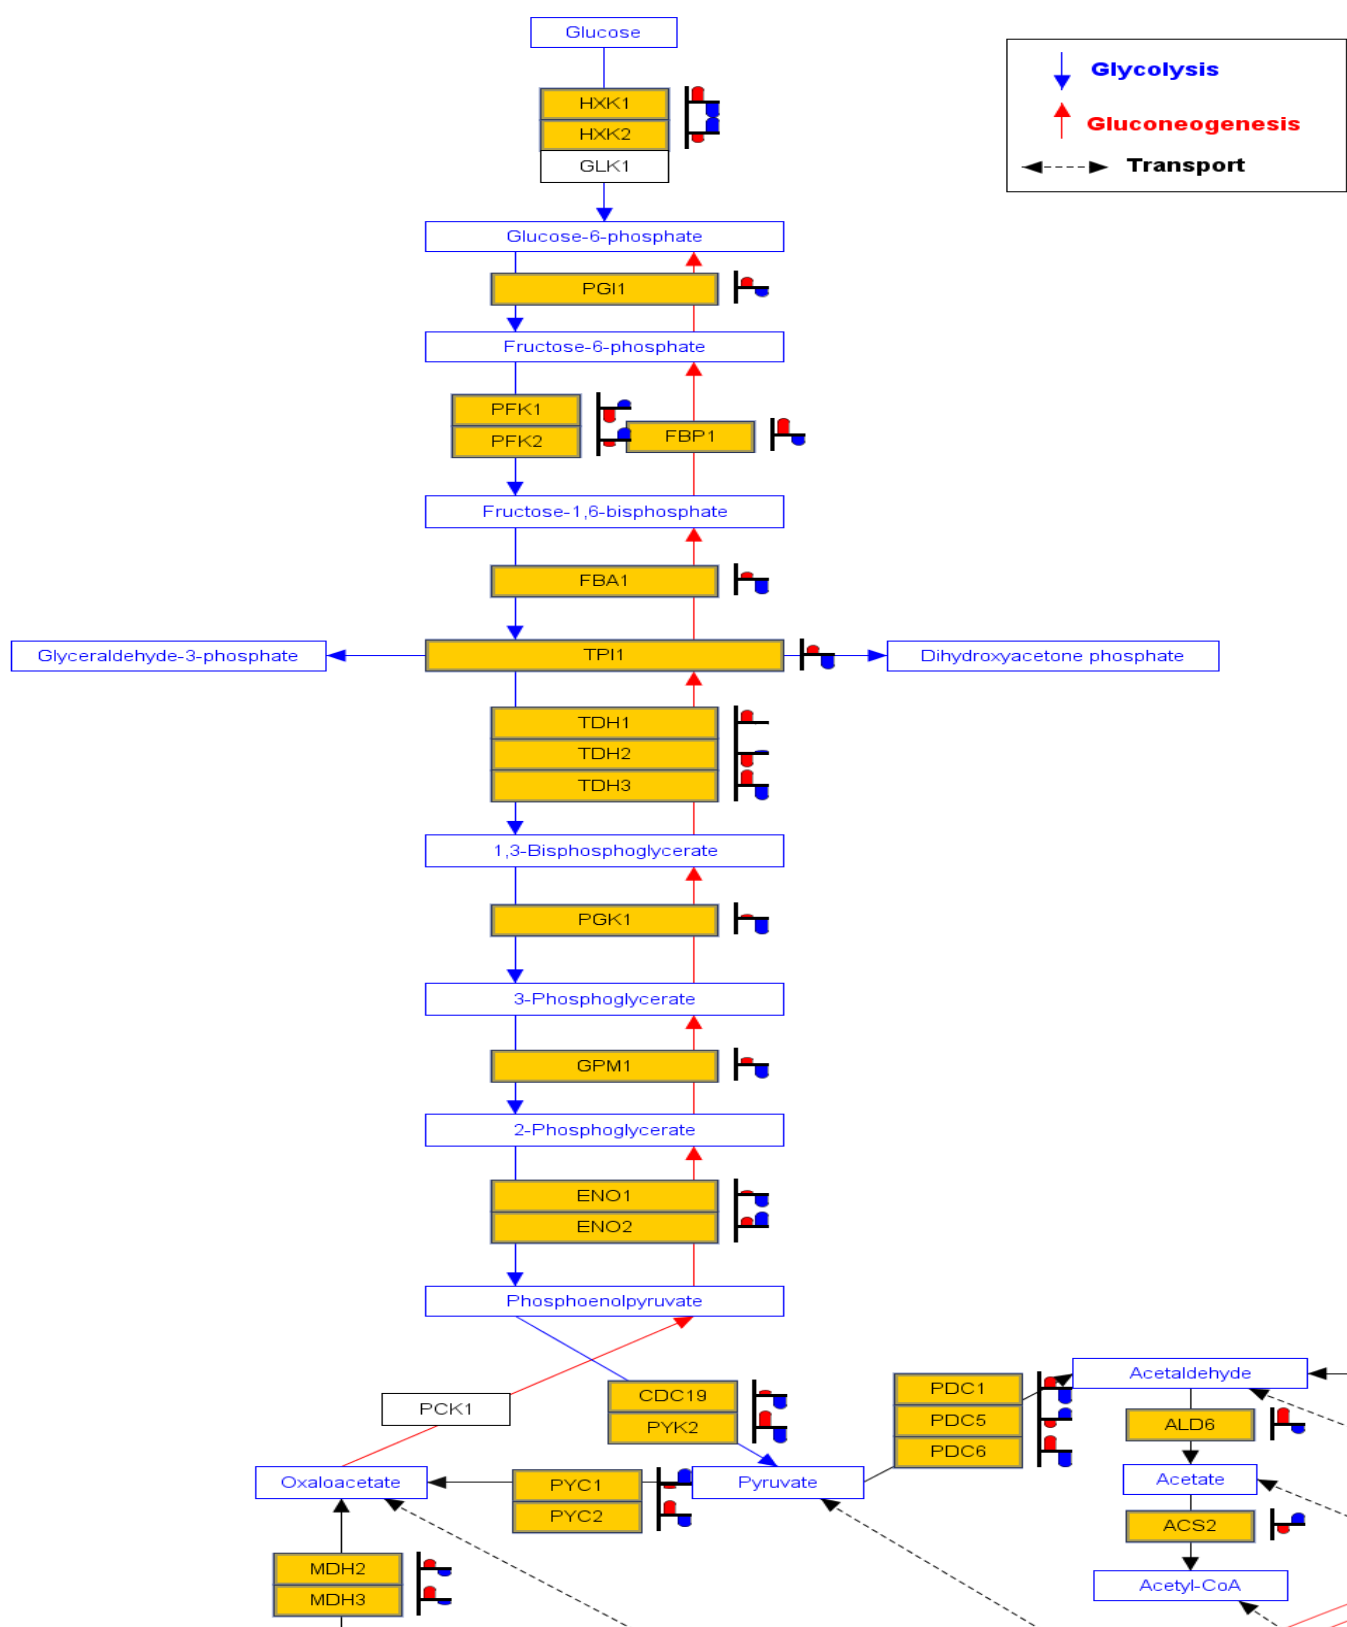 Glucose
Glycolysis
Gluconeogenesis
Transport
HXK1
HXK2
GLK1
Glucose-6-phosphate
PGI1
Fructose-6-phosphate
PFK1
PFK2
FBP1
Fructose-1,6-bisphosphate
FBA1
Glyceraldehyde-3-phosphate
TPI1
Dihydroxyacetone phosphate
TDH1
TDH2
TDH3
1,3-Bisphosphoglycerate
PGK1
3-Phosphoglycerate
GPM1
2-Phosphoglycerate
ENO1
ENO2
Phosphoenolpyruvate
PCK1
CDC19
PYK2
PDC1
PDC5
PDC6
Acetaldehyde
ALD6
Oxaloacetate
PYC1
PYC2
Pyruvate
Acetate
ACS2
MDH2
MDH3
Acetyl-CoA